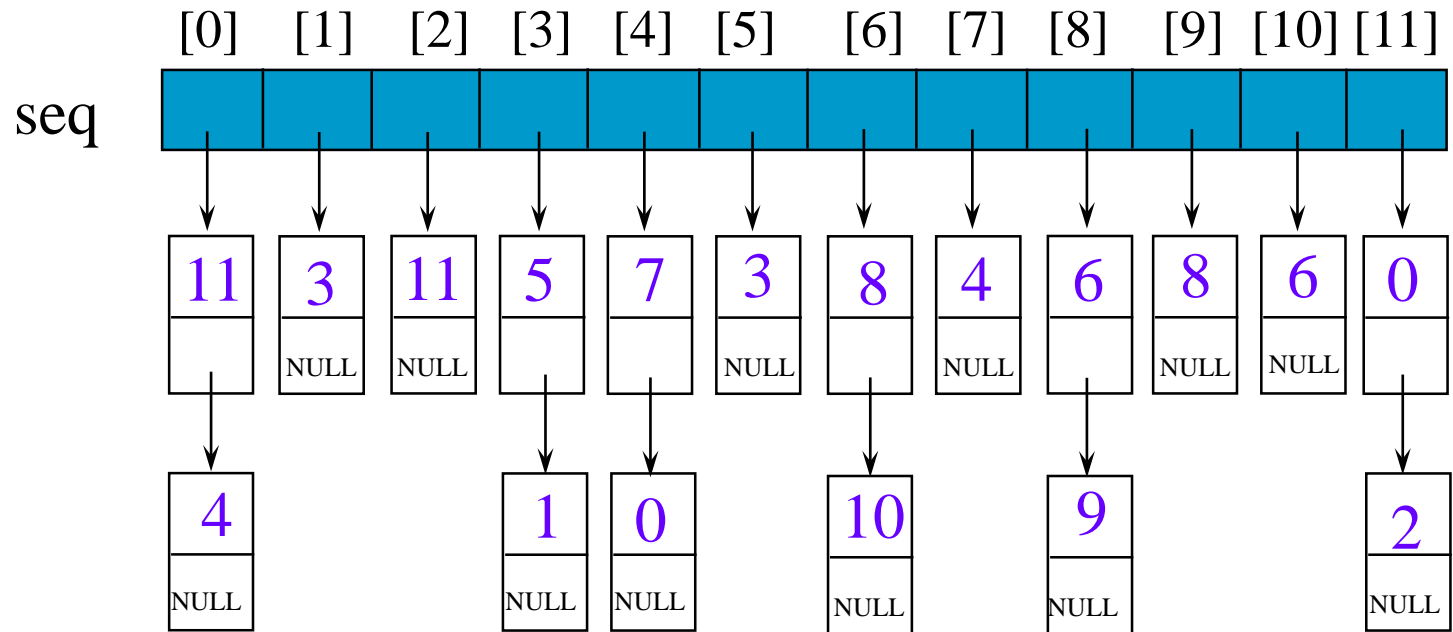 [0] [1] [2] [3] [4] [5] [6] [7] [8] [9] [10] [11]
seq
11 3 11 5 7 3 8 4 6 8 6 0
NULL NULL NULL NULL NULL NULL
4 1 0 10 9 2
NULL NULL NULL NULL NULL NULL